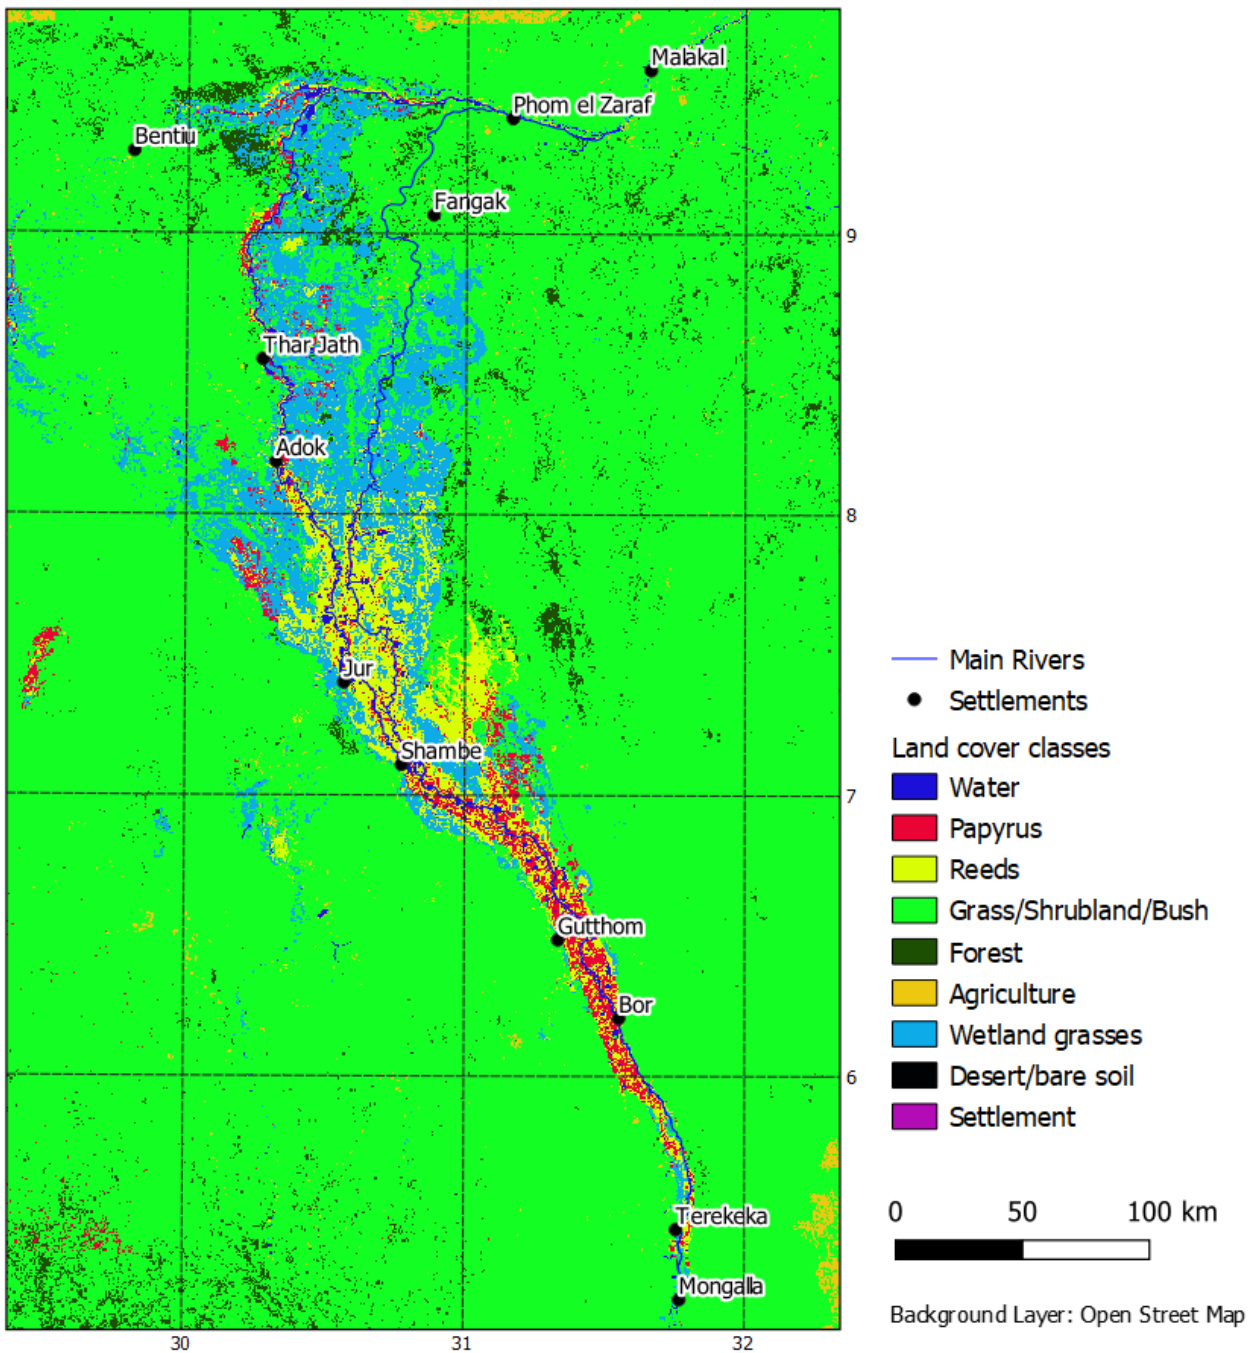 Malakal
Phom el Zaraf
Bentiu
Fangak
9
Thar Jath
Adok
8
Jur
Shambe
7
Gutthom
Bor
6
Terekeka
Mongalla
30
31
32
Main Rivers
Settlements
Land cover classes
Water
Papyrus
Reeds
Grass/Shrubland/Bush
Forest
Agriculture
Wetland grasses
Desert/bare soil
Settlement
0 50 100 km
Background Layer: Open Street Map